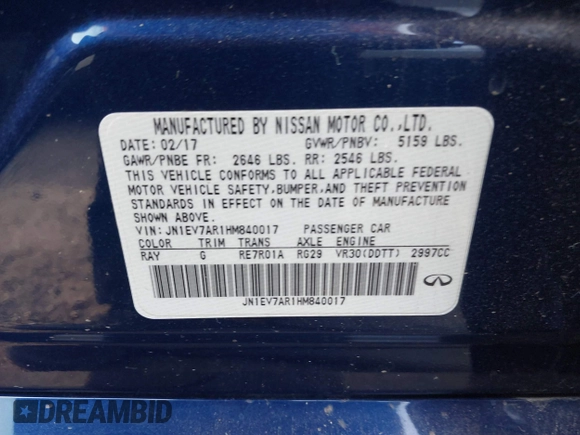 MANUFACTURED BY NISSAN MOTOR CO.,LTD.
DATE: 02/17 GVWR/PNBV: 5159 LBS.
GAWR/PNBE FR: 2646 LBS. RR: 2546 LBS.
THIS VEHICLE CONFORMS TO ALL APPLICABLE FEDERAL
MOTOR VEHICLE SAFETY,BUMPER,AND THEFT PREVENTION
STANDARDS IN EFFECT ON THE DATE OF MANUFACTURE
SHOWN ABOVE.
VIN: JN1EV7AR1HM840017 PASSENGER CAR
COLOR TRIM TRANS AXLE ENGINE
RAY G RE7R01A RG29 VR30(DDTT) 2997CC
JN1EV7AR1HM840017
DREAMBID